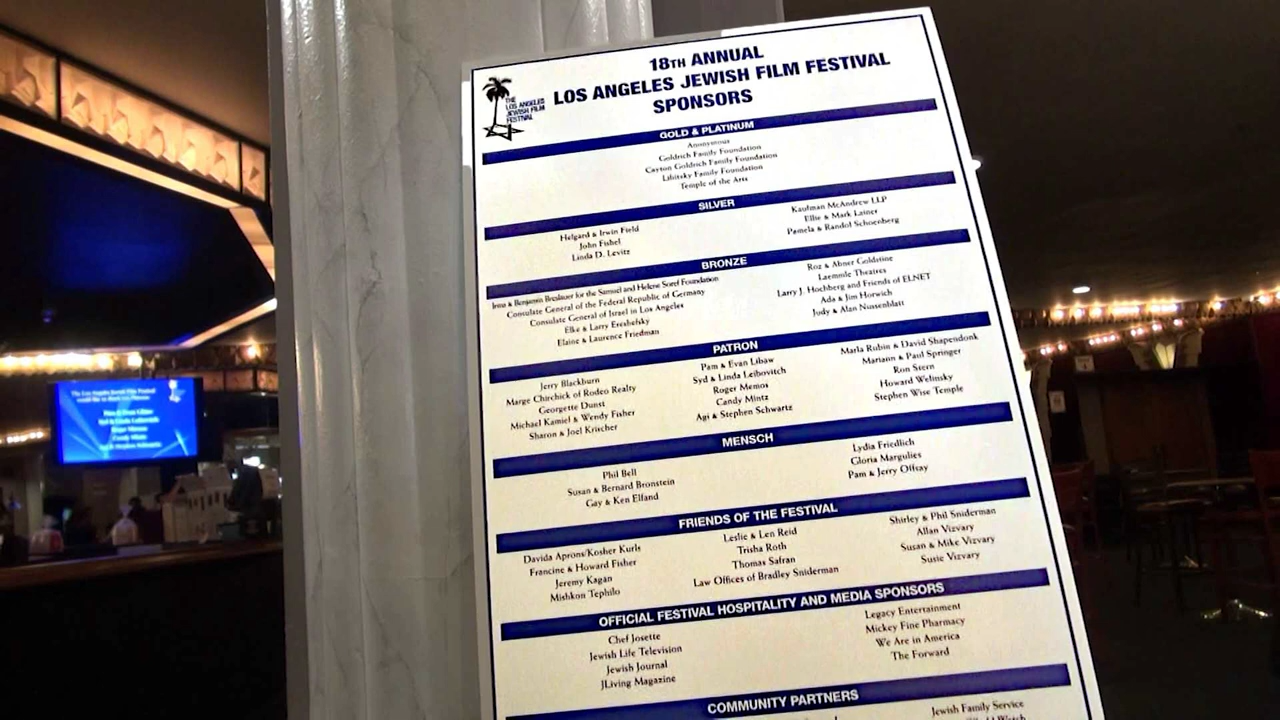 18TH ANNUAL
LOS ANGELES JEWISH FILM FESTIVAL
SPONSORS
THE
LOS ANGELES
JEWISH FILM
FESTIVAL
GOLD & PLATINUM
Anonymous
Goldrich Family Foundation
Cayton Goldrich Family Foundation
Libitsky Family Foundation
Temple of the Arts
SILVER
Helgard & Irwin Field
John Fishel
Linda D. Levitz
Kaufman McAndrew LLP
Ellie & Mark Lainer
Pamela & Randol Schoenberg
BRONZE
Irma & Benjamin Breslauer for the Samuel and Helene Soref Foundation
Consulate General of the Federal Republic of Germany
Consulate General of Israel in Los Angeles
Elke & Larry Ereshefsky
Elaine & Laurence Friedman
Roz & Abner Goldstine
Laemmle Theatres
Larry J. Hochberg and Friends of ELNET
Ada & Jim Horwich
Judy & Alan Nussenblatt
PATRON
Jerry Blackburn
Marge Chirchick of Rodeo Realty
Georgette Dunst
Michael Kamiel & Wendy Fisher
Sharon & Joel Krischer
Pam & Evan Libaw
Syd & Linda Leibovitch
Roger Memos
Candy Mintz
Agi & Stephen Schwartz
Marla Rubin & David Shapendonk
Mariann & Paul Springer
Ron Stern
Howard Welinsky
Stephen Wise Temple
MENSCH
Phil Bell
Susan & Bernard Bronstein
Gay & Ken Elfand
Lydia Friedlich
Gloria Margulies
Pam & Jerry Offsay
FRIENDS OF THE FESTIVAL
Davida Aprons/Kosher Kurls
Francine & Howard Fisher
Jeremy Kagan
Mishkon Tephilo
Leslie & Len Reid
Trisha Roth
Thomas Safran
Law Offices of Bradley Sniderman
Shirley & Phil Sniderman
Allan Vizvary
Susan & Mike Vizvary
Susie Vizvary
OFFICIAL FESTIVAL HOSPITALITY AND MEDIA SPONSORS
Chef Josette
Jewish Life Television
Jewish Journal
JLiving Magazine
Legacy Entertainment
Mickey Fine Pharmacy
We Are in America
The Forward
COMMUNITY PARTNERS
Jewish Family Service